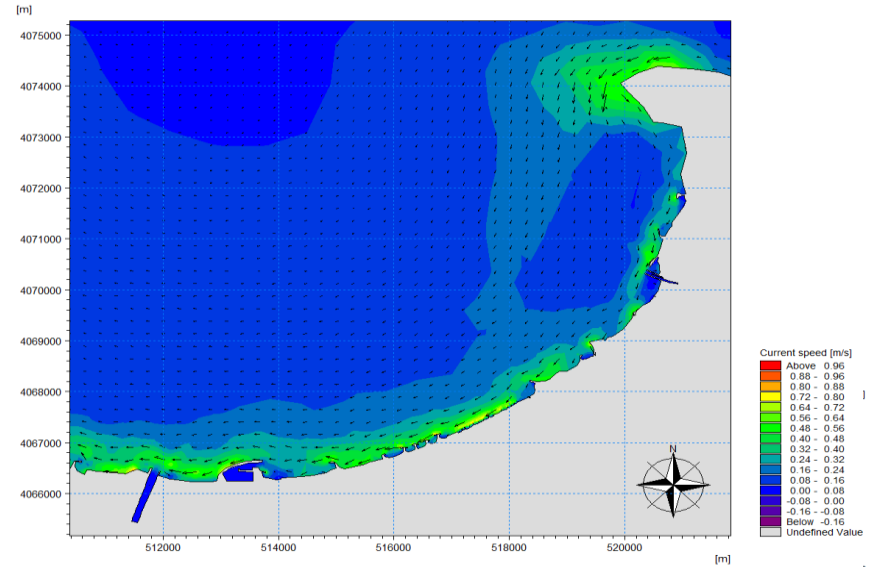 [m]
4075000
4074000
4073000
4072000
4071000
4070000
4069000
4068000
4067000
4066000
512000
514000
516000
518000
520000
[m]
N
Current speed [m/s]
Above 0.96
0.88 - 0.96
0.80 - 0.88
0.72 - 0.80
0.64 - 0.72
0.56 - 0.64
0.48 - 0.56
0.40 - 0.48
0.32 - 0.40
0.24 - 0.32
0.16 - 0.24
0.08 - 0.16
0.00 - 0.08
-0.08 - 0.00
-0.16 - -0.08
Below -0.16
Undefined Value
]